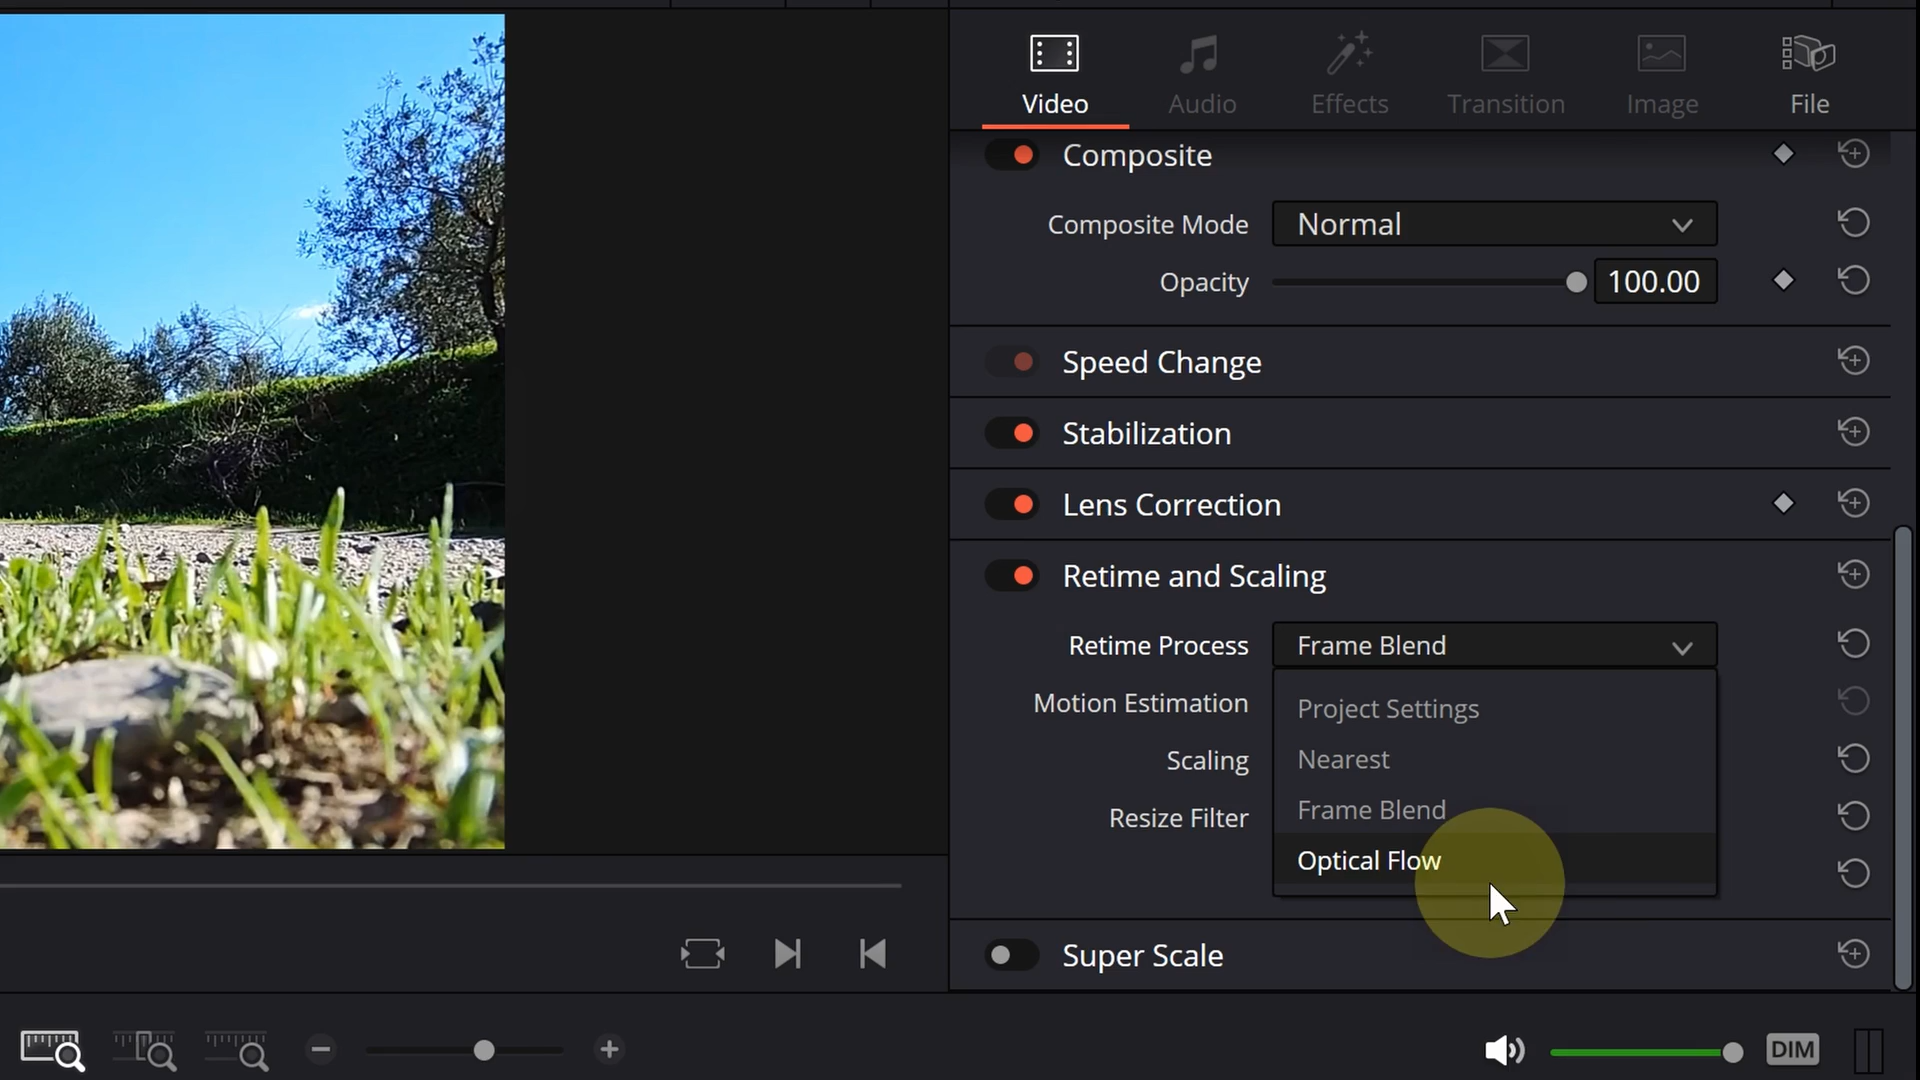 Video
Audio
Effects
Transition
Image
File
Composite
Composite Mode
Normal
Opacity
100.00
Speed Change
Stabilization
Lens Correction
Retime and Scaling
Retime Process
Frame Blend
Motion Estimation
Project Settings
Scaling
Nearest
Resize Filter
Frame Blend
Optical Flow
Super Scale
DIM